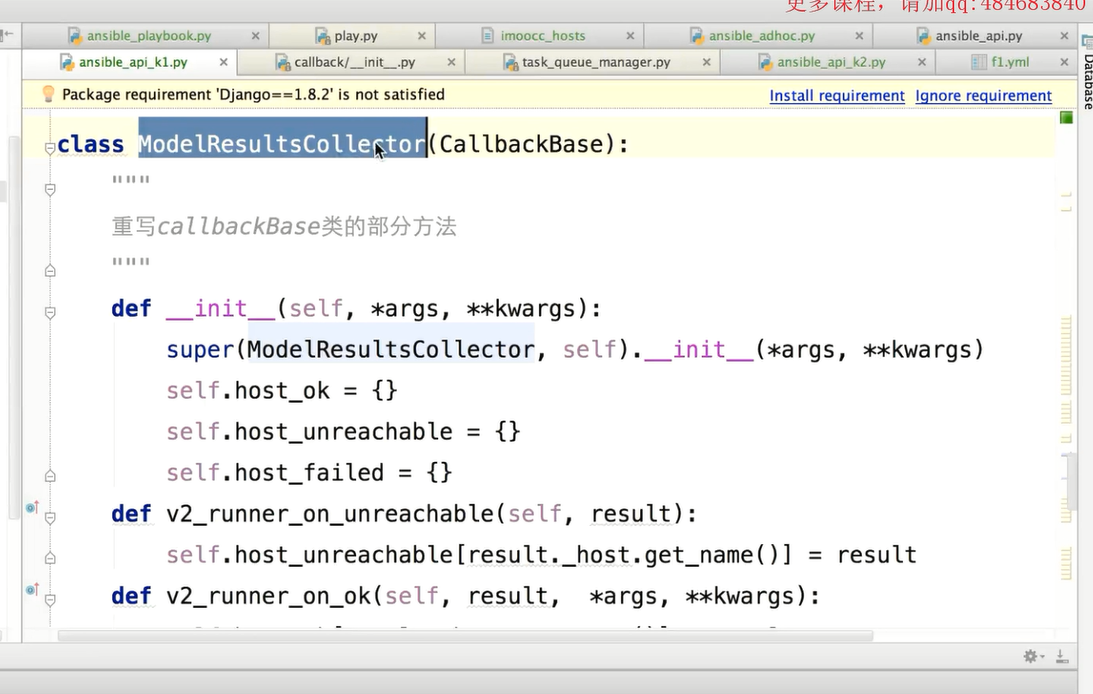 更多课程，请加qq:484683840
ansible_playbook.py play.py imoocc_hosts ansible_adhoc.py ansible_api.py
ansible_api_k1.py callback/__init__.py task_queue_manager.py ansible_api_k2.py f1.yml
Database
Package requirement 'Django==1.8.2' is not satisfied Install requirement Ignore requirement
class ModelResultsCollector(CallbackBase):
"""
重写callbackBase类的部分方法
"""
def __init__(self, *args, **kwargs):
super(ModelResultsCollector, self).__init__(*args, **kwargs)
self.host_ok = {}
self.host_unreachable = {}
self.host_failed = {}
def v2_runner_on_unreachable(self, result):
self.host_unreachable[result._host.get_name()] = result
def v2_runner_on_ok(self, result,  *args, **kwargs):